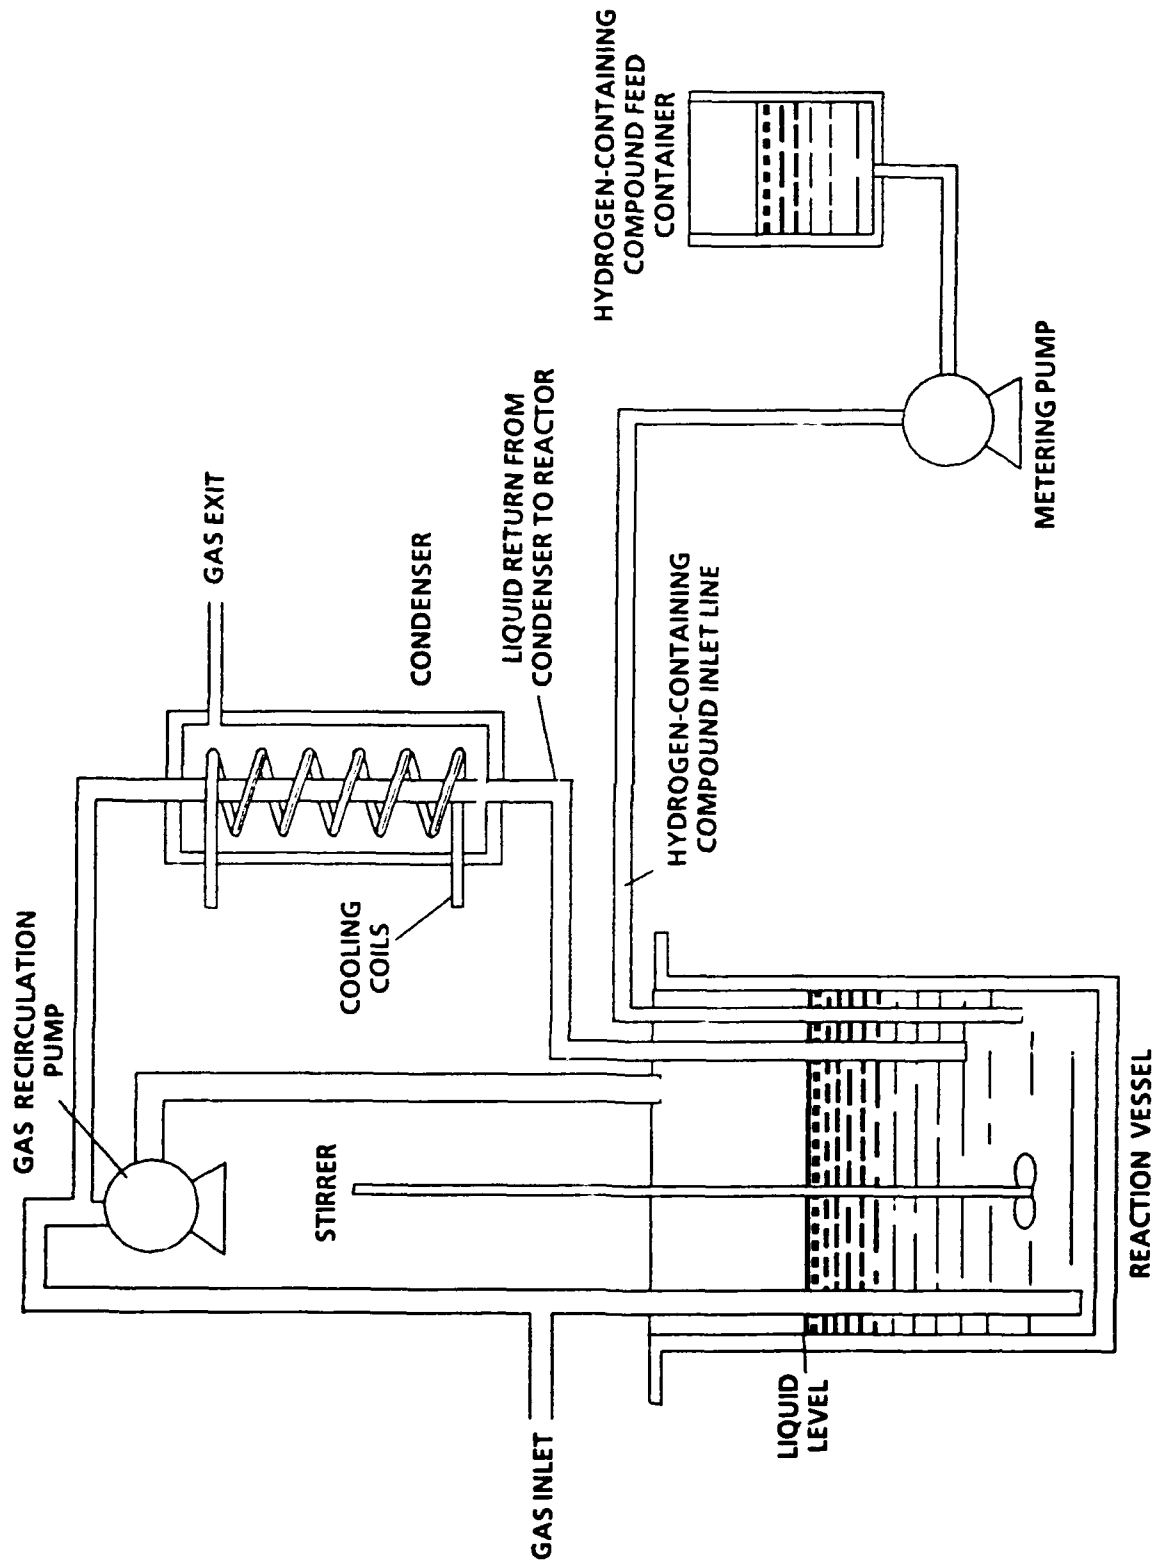 GAS RECIRCULATION
PUMP
GAS EXIT
COOLING
COILS
CONDENSER
STIRRER
LIQUID RETURN FROM
CONDENSER TO REACTOR
GAS INLET
HYDROGEN-CONTAINING
COMPOUND FEED
CONTAINER
HYDROGEN-CONTAINING
COMPOUND INLET LINE
LIQUID
LEVEL
METERING PUMP
REACTION VESSEL